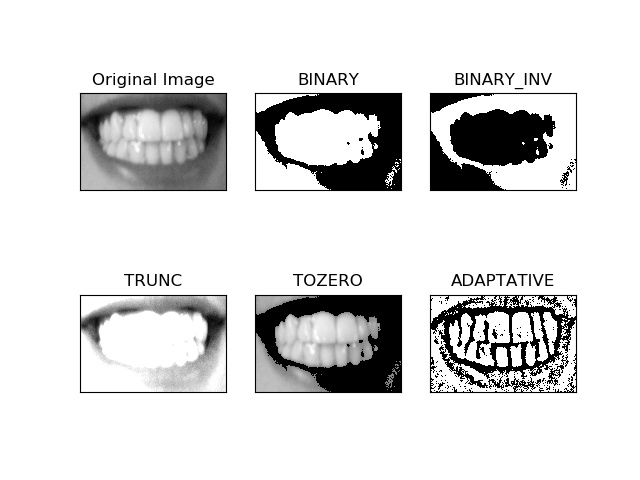 Original Image
BINARY
BINARY_INV
TRUNC
TOZERO
ADAPTATIVE